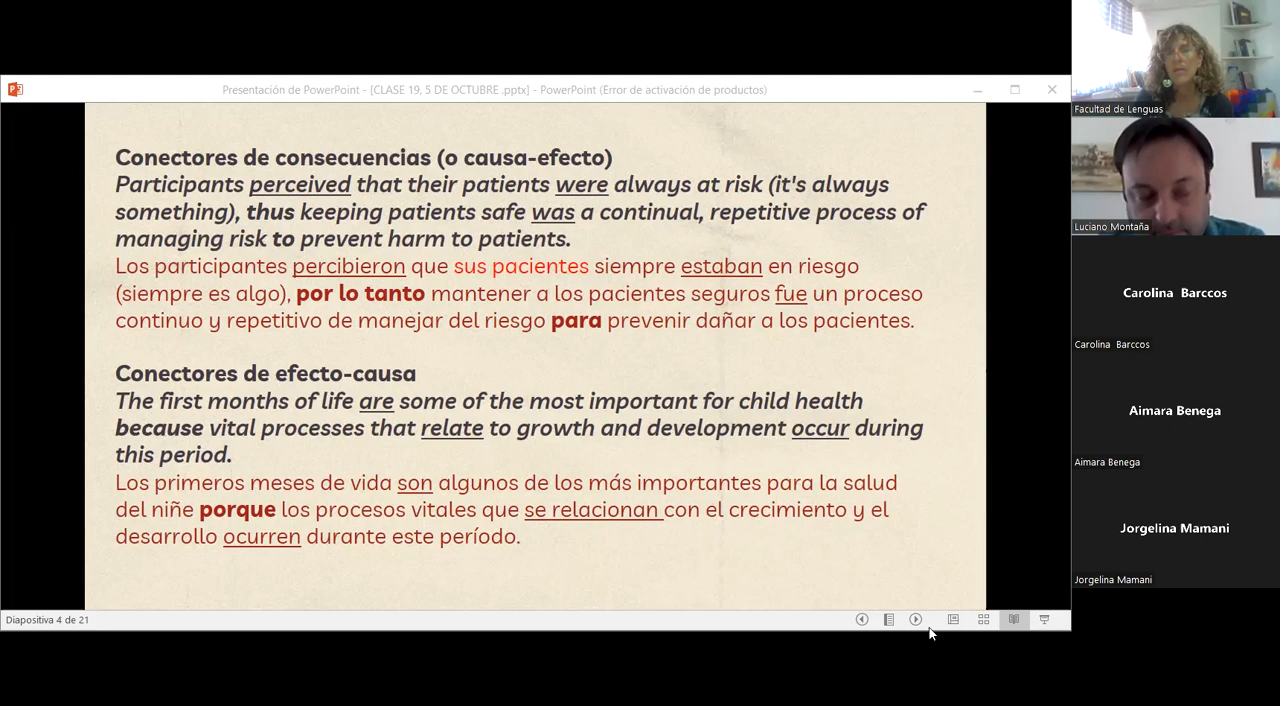 Presentación de PowerPoint - [CLASE 19, 5 DE OCTUBRE .pptx] - PowerPoint (Error de activación de productos)
Conectores de consecuencias (o causa-efecto)
Participants perceived that their patients were always at risk (it's always
something), thus keeping patients safe was a continual, repetitive process of
managing risk to prevent harm to patients.
Los participantes percibieron que sus pacientes siempre estaban en riesgo
(siempre es algo), por lo tanto mantener a los pacientes seguros fue un proceso
continuo y repetitivo de manejar del riesgo para prevenir dañar a los pacientes.
Conectores de efecto-causa
The first months of life are some of the most important for child health
because vital processes that relate to growth and development occur during
this period.
Los primeros meses de vida son algunos de los más importantes para la salud
del niñe porque los procesos vitales que se relacionan con el crecimiento y el
desarrollo ocurren durante este período.
Diapositiva 4 de 21
Facultad de Lenguas
Luciano Montaña
Carolina Barccos
Carolina Barccos
Aimara Benega
Aimara Benega
Jorgelina Mamani
Jorgelina Mamani